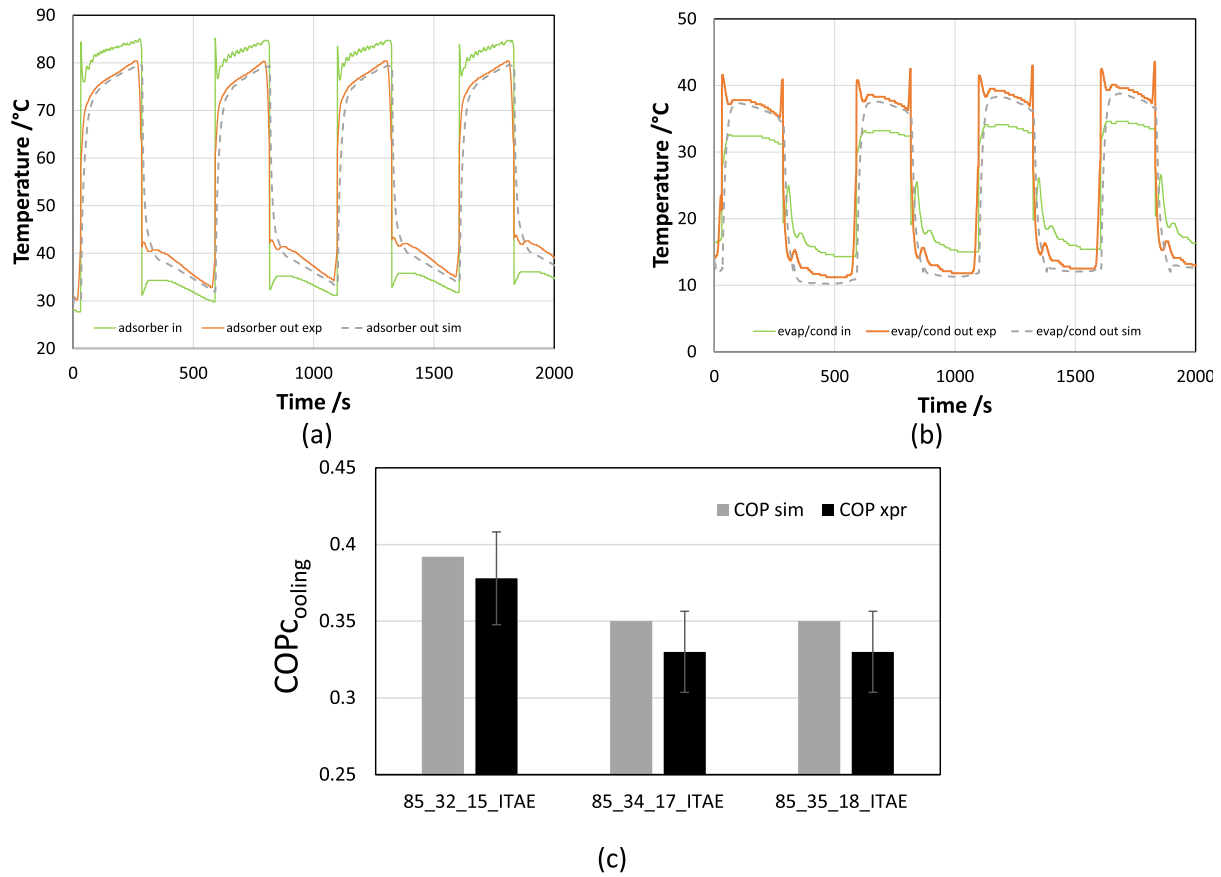 90
80
70
60
50
40
30
20
Temperature /°C
adsorber in adsorber out exp adsorber out sim
0 500 1000 1500 2000
Time /s
(a)
50
40
30
20
10
0
Temperature /°C
evap/cond in evap/cond out exp evap/cond out sim
0 500 1000 1500 2000
Time /s
(b)
0.45
0.4
0.35
0.3
0.25
COPcooling
COP sim COP xpr
85_32_15_ITAE 85_34_17_ITAE 85_35_18_ITAE
(c)